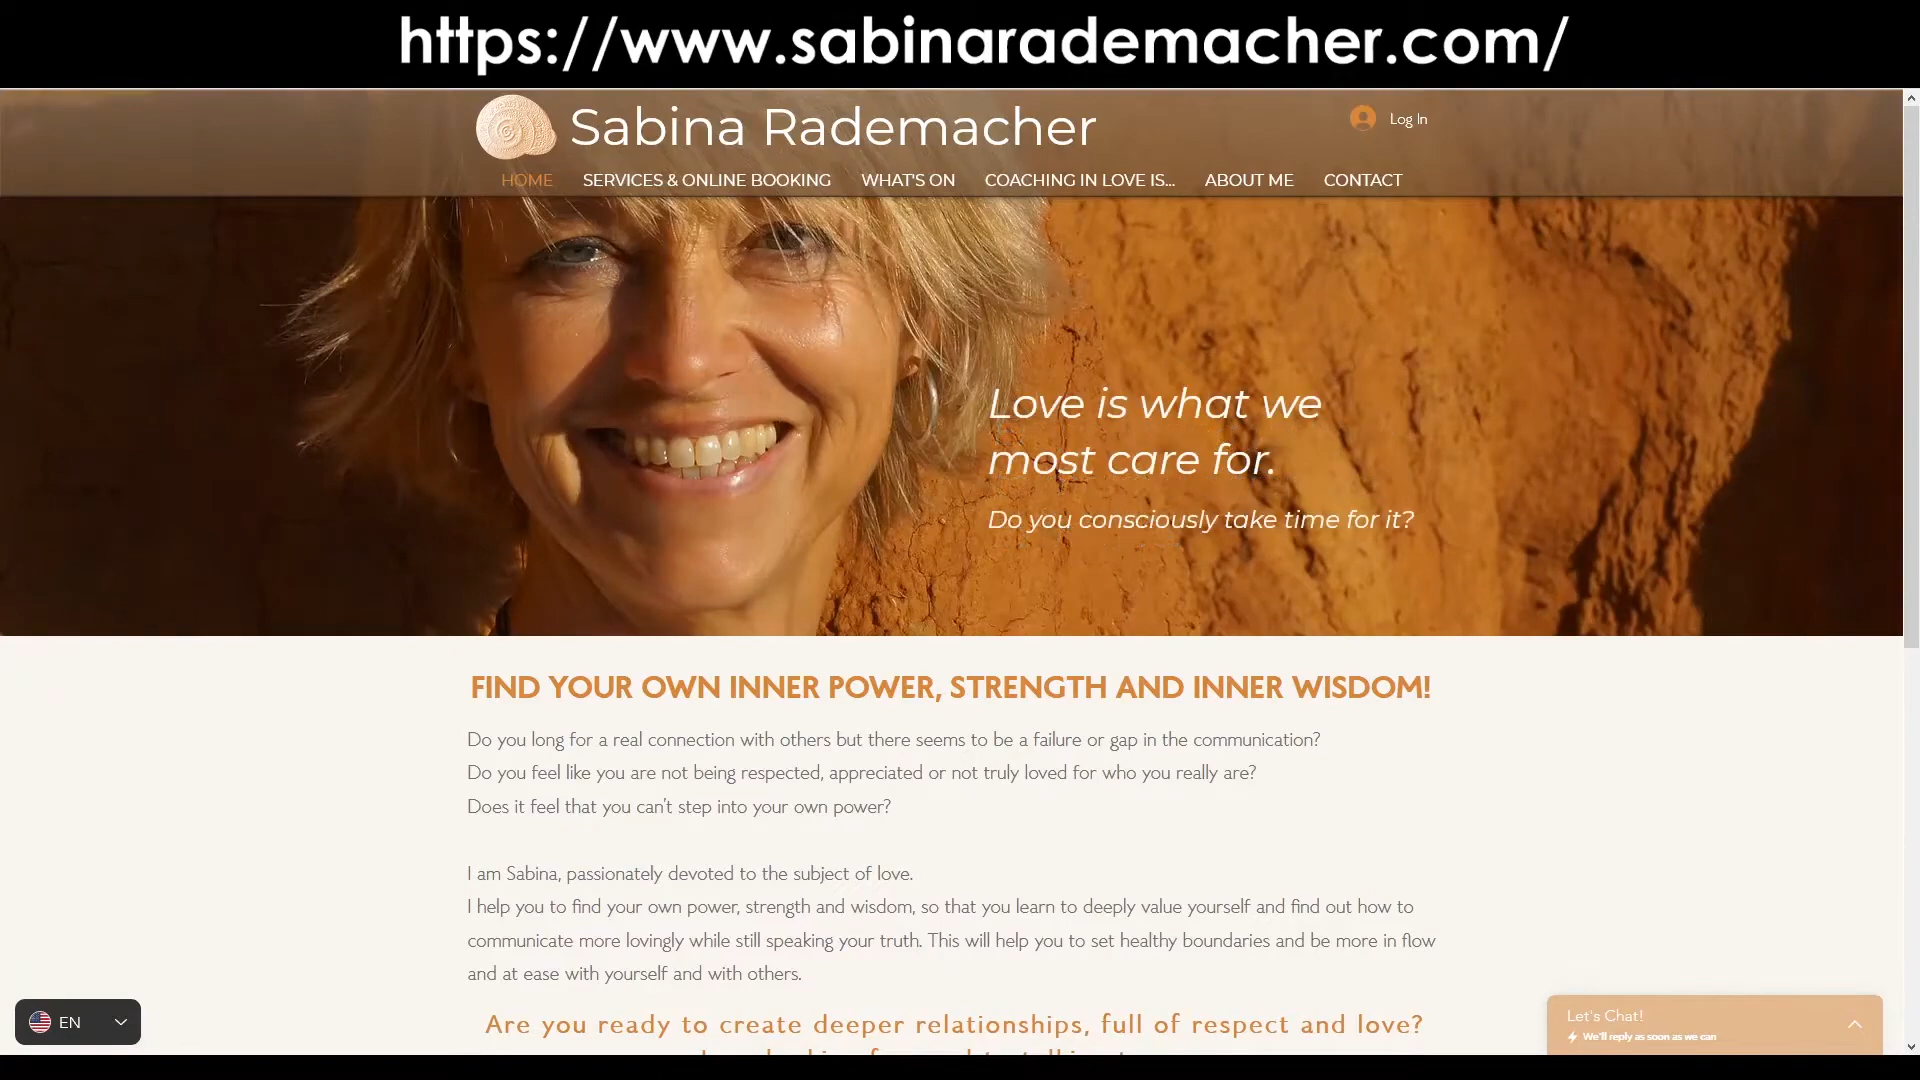 https://www.sabinarademacher.com/
Sabina Rademacher
Log In
HOME SERVICES & ONLINE BOOKING WHAT'S ON COACHING IN LOVE IS... ABOUT ME CONTACT
Love is what we
most care for.
Do you consciously take time for it?
FIND YOUR OWN INNER POWER, STRENGTH AND INNER WISDOM!
Do you long for a real connection with others but there seems to be a failure or gap in the communication?
Do you feel like you are not being respected, appreciated or not truly loved for who you really are?
Does it feel that you can't step into your own power?
I am Sabina, passionately devoted to the subject of love.
I help you to find your own power, strength and wisdom, so that you learn to deeply value yourself and find out how to
communicate more lovingly while still speaking your truth. This will help you to set healthy boundaries and be more in flow
and at ease with yourself and with others.
Are you ready to create deeper relationships, full of respect and love?
EN
Let's Chat!
We'll reply as soon as we can